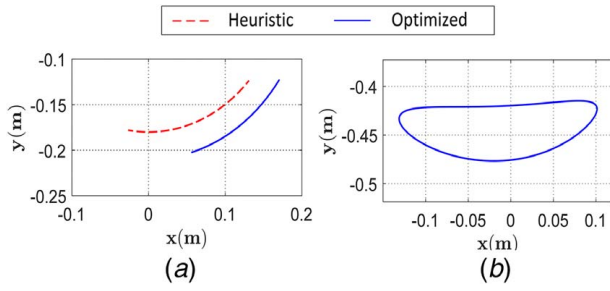 Heuristic Optimized
-0.1
-0.15
-0.2
-0.25
y(m)
-0.1 0 0.1 0.2
x(m)
(a)
-0.4
-0.45
-0.5
y(m)
-0.1 -0.05 0 0.05 0.1
x(m)
(b)